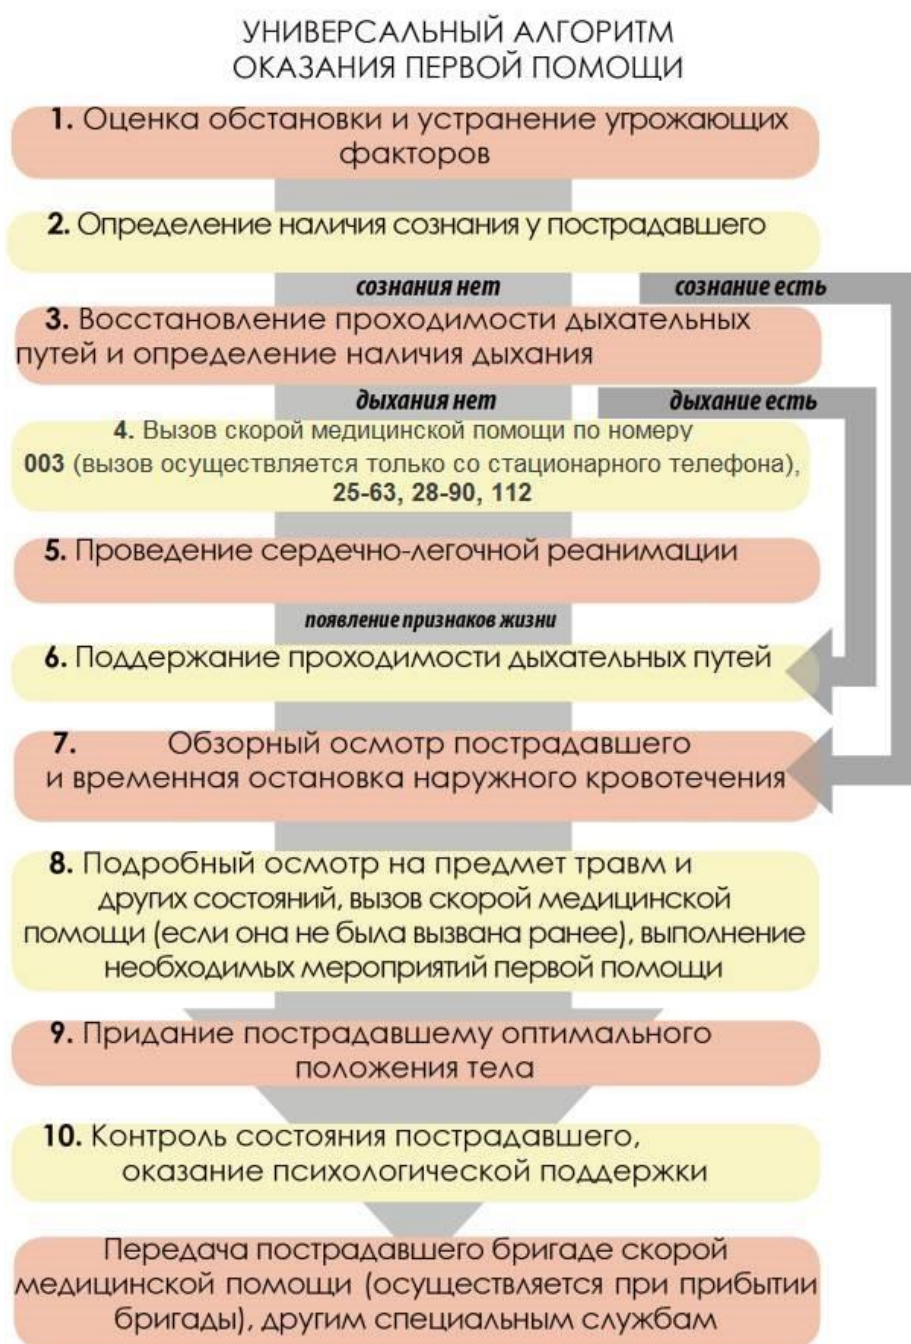 УНИВЕРСАЛЬНЫЙ АЛГОРИТМ
ОКАЗАНИЯ ПЕРВОЙ ПОМОЩИ
1. Оценка обстановки и устранение угрожающих
факторов
2. Определение наличия сознания у пострадавшего
сознания нет
сознание есть
3. Восстановление проходимости дыхательных
путей и определение наличия дыхания
дыхания нет
дыхание есть
4. Вызов скорой медицинской помощи по номеру
003 (вызов осуществляется только со стационарного телефона),
25-63, 28-90, 112
5. Проведение сердечно-легочной реанимации
появление признаков жизни
6. Поддержание проходимости дыхательных путей
7. Обзорный осмотр пострадавшего
и временная остановка наружного кровотечения
8. Подробный осмотр на предмет травм и
других состояний, вызов скорой медицинской
помощи (если она не была вызвана ранее), выполнение
необходимых мероприятий первой помощи
9. Придание пострадавшему оптимального
положения тела
10. Контроль состояния пострадавшего,
оказание психологической поддержки
Передача пострадавшего бригаде скорой
медицинской помощи (осуществляется при прибытии
бригады), другим специальным службам